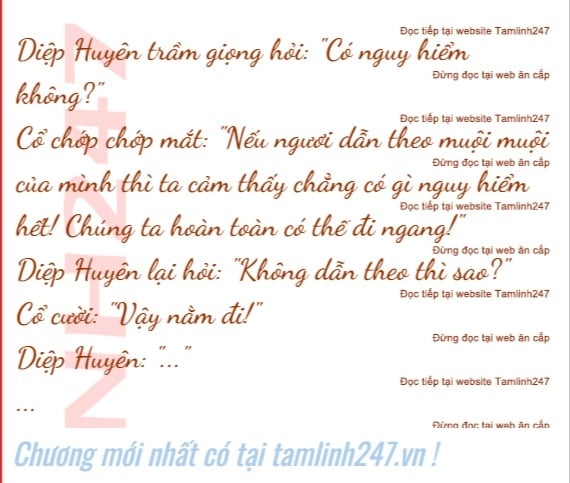 Đọc tiếp tại website Tamlinh247
Diệp Huyên trầm giọng hỏi: "Có nguy hiểm
Đừng đọc tại web ăn cắp
không?"
Đọc tiếp tại website Tamlinh247
Cổ chớp chớp mắt: "Nếu ngươi dẫn theo muội muội
Đừng đọc tại web ăn cắp
của mình thì ta cảm thấy chẳng có gì nguy hiểm
Đọc tiếp tại website Tamlinh247
hết! Chúng ta hoàn toàn có thể đi ngang!"
Đừng đọc tại web ăn cắp
Diệp Huyên lại hỏi: "Không dẫn theo thì sao?"
Đọc tiếp tại website Tamlinh247
Cổ cười: "Vậy nằm đi!"
Đừng đọc tại web ăn cắp
Diệp Huyên: "..."
Đọc tiếp tại website Tamlinh247
...
Đừng đọc tại web ăn cắp
NH247
Chương mới nhất có tại tamlinh247.vn !